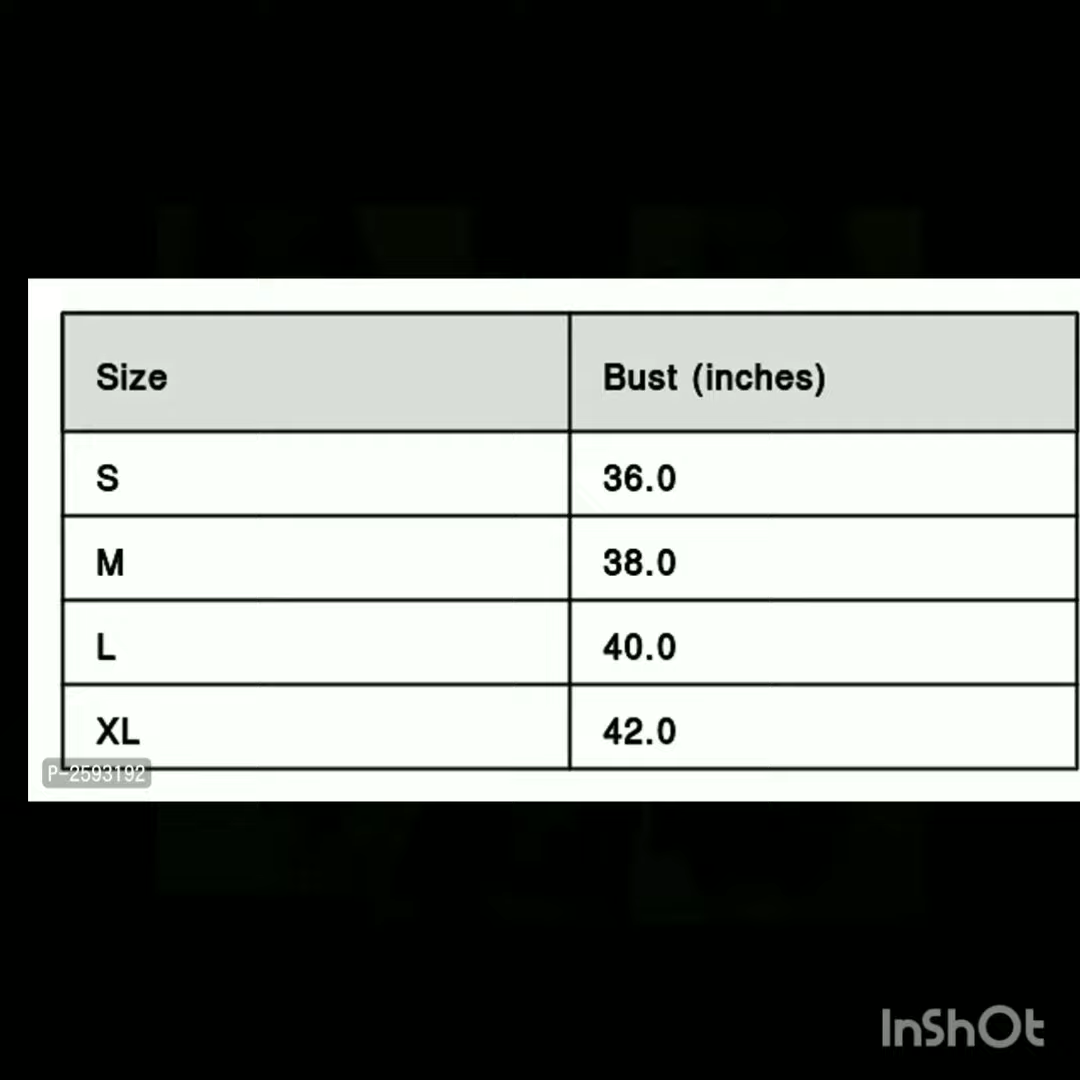 Size Bust (inches)
S 36.0
M 38.0
L 40.0
XL 42.0
P-2593192
InShOt